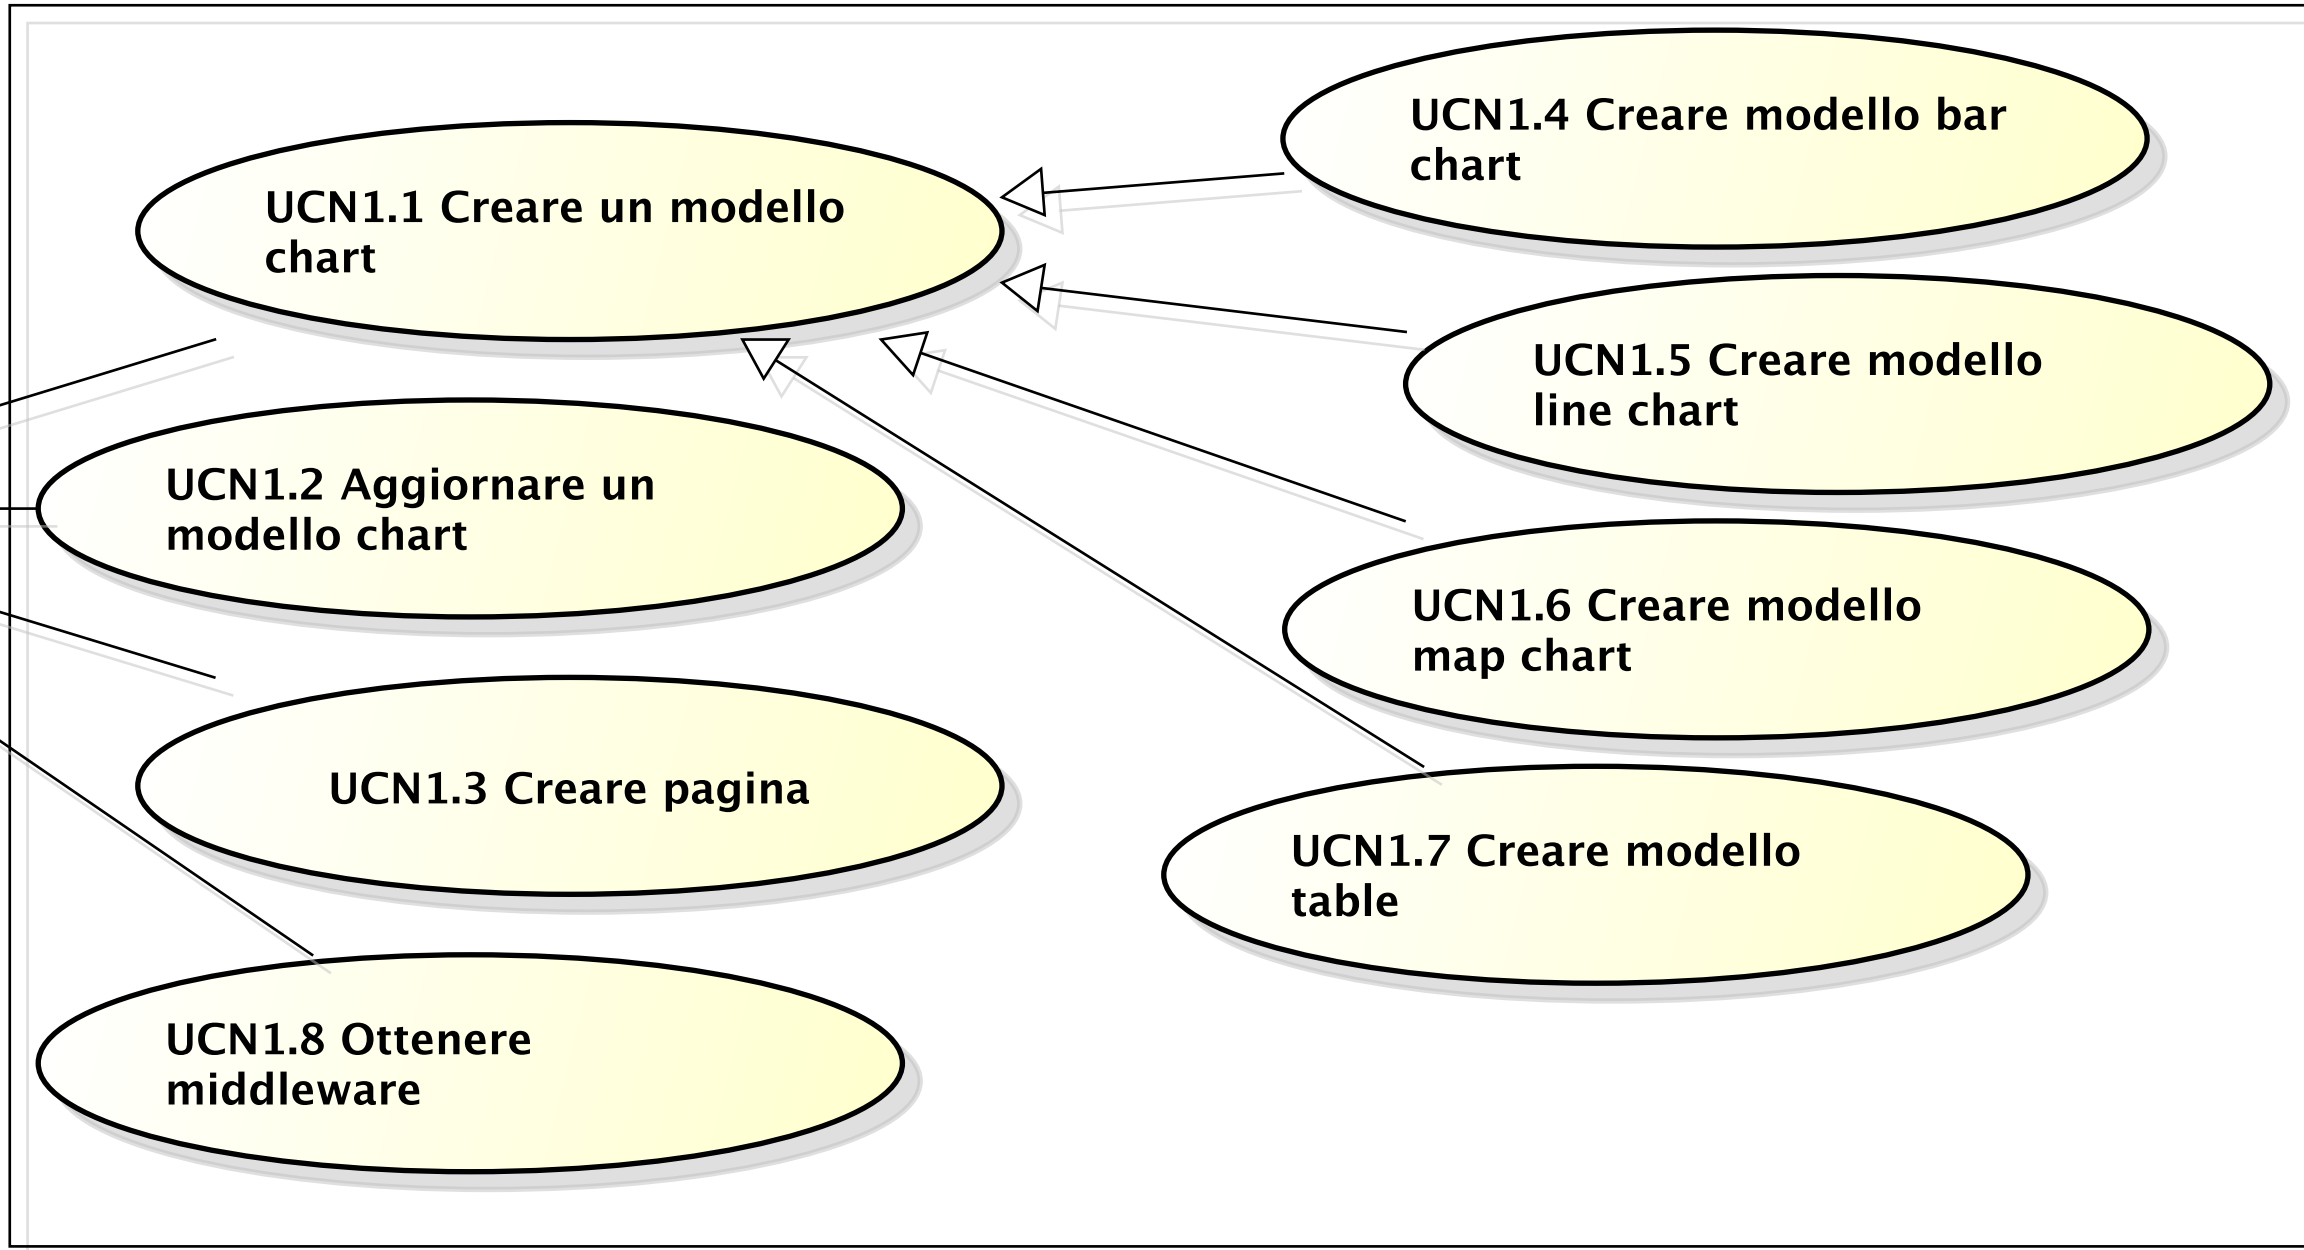 UCN1.1 Creare un modello
chart
UCN1.2 Aggiornare un
modello chart
UCN1.3 Creare pagina
UCN1.8 Ottenere
middleware
UCN1.4 Creare modello bar
chart
UCN1.5 Creare modello
line chart
UCN1.6 Creare modello
map chart
UCN1.7 Creare modello
table